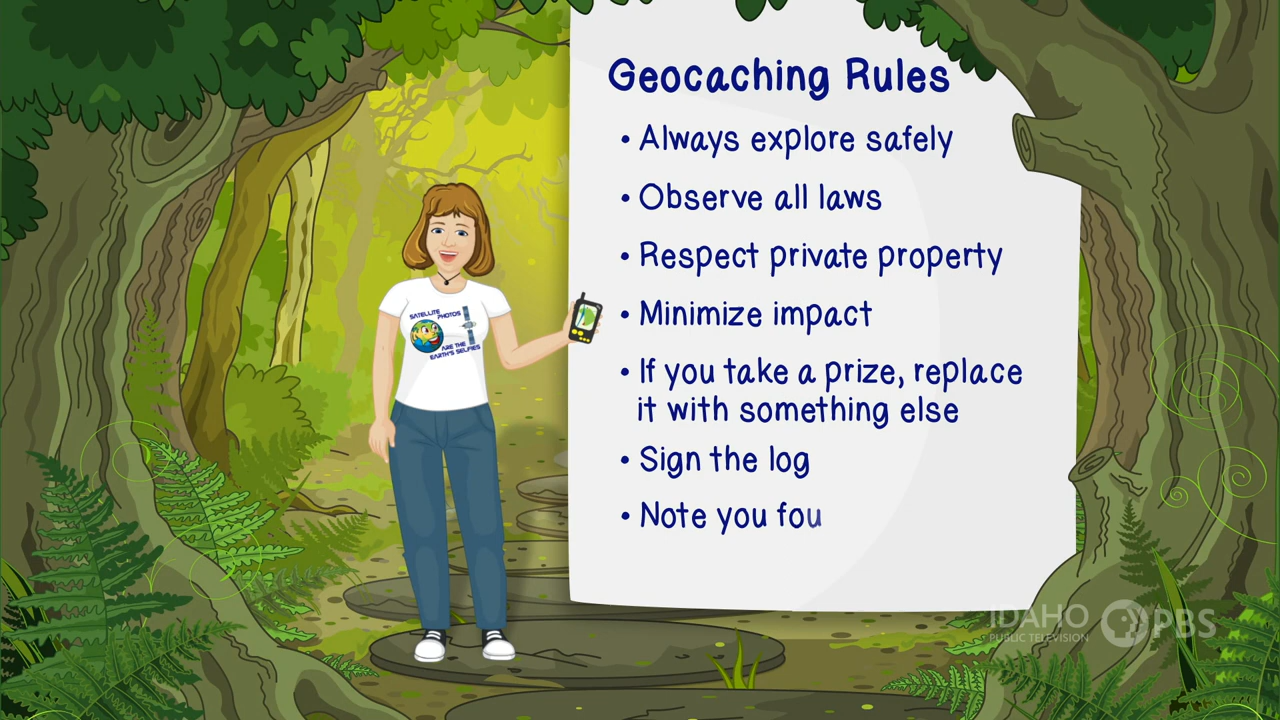 Geocaching Rules
• Always explore safely
• Observe all laws
• Respect private property
• Minimize impact
• If you take a prize, replace
it with something else
• Sign the log
• Note you fou
SATELLITE
PHOTOS
ARE THE
EARTH'S SELFIES
IDAHO
PUBLIC TELEVISION
PBS